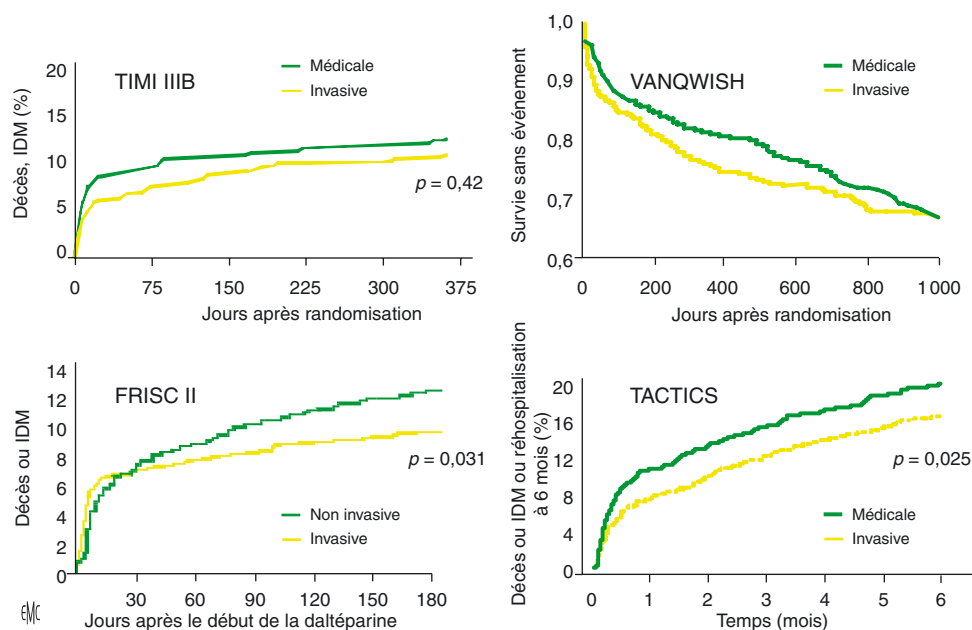 TIMI IIIB
Médicale
Invasive
Décès, IDM (%)
20
15
10
5
0
p = 0,42
0 75 150 225 300 375
Jours après randomisation
VANQWISH
Médicale
Invasive
Survie sans événement
1,0
0,9
0,8
0,7
0,6
0 200 400 600 800 1 000
Jours après randomisation
FRISC II
Décès ou IDM
14
12
10
8
6
4
2
0
p = 0,031
Non invasive
Invasive
30 60 90 120 150 180
Jours après le début de la daltéparine
EMC
TACTICS
Décès ou IDM ou réhospitalisation
à 6 mois (%)
20
16
12
8
4
0
p = 0,025
Médicale
Invasive
0 1 2 3 4 5 6
Temps (mois)